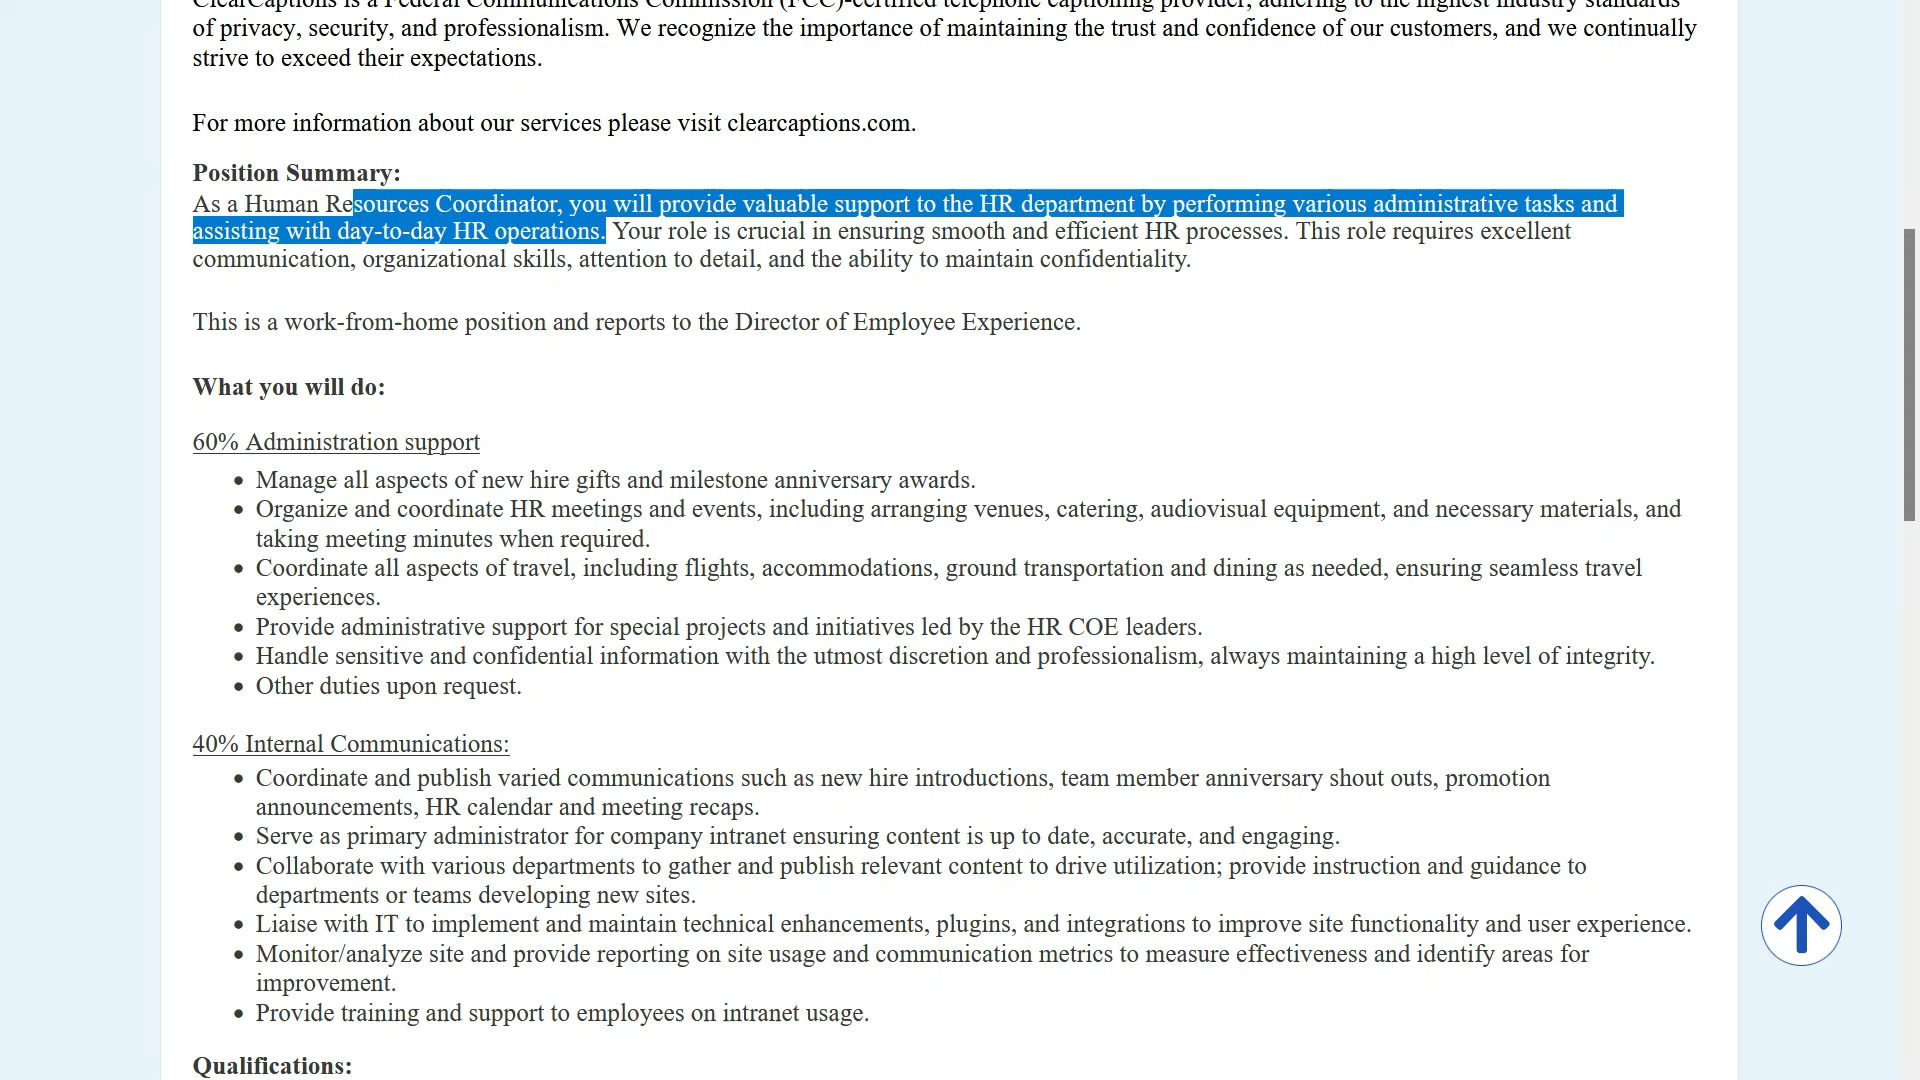 ClearCaptions is a Federal Communications Commission (FCC)-certified telephone captioning provider, adhering to the highest industry standards
of privacy, security, and professionalism. We recognize the importance of maintaining the trust and confidence of our customers, and we continually
strive to exceed their expectations.
For more information about our services please visit clearcaptions.com.
Position Summary:
As a Human Resources Coordinator, you will provide valuable support to the HR department by performing various administrative tasks and
assisting with day-to-day HR operations. Your role is crucial in ensuring smooth and efficient HR processes. This role requires excellent
communication, organizational skills, attention to detail, and the ability to maintain confidentiality.
This is a work-from-home position and reports to the Director of Employee Experience.
What you will do:
60% Administration support
• Manage all aspects of new hire gifts and milestone anniversary awards.
• Organize and coordinate HR meetings and events, including arranging venues, catering, audiovisual equipment, and necessary materials, and
taking meeting minutes when required.
• Coordinate all aspects of travel, including flights, accommodations, ground transportation and dining as needed, ensuring seamless travel
experiences.
• Provide administrative support for special projects and initiatives led by the HR COE leaders.
• Handle sensitive and confidential information with the utmost discretion and professionalism, always maintaining a high level of integrity.
• Other duties upon request.
40% Internal Communications:
• Coordinate and publish varied communications such as new hire introductions, team member anniversary shout outs, promotion
announcements, HR calendar and meeting recaps.
• Serve as primary administrator for company intranet ensuring content is up to date, accurate, and engaging.
• Collaborate with various departments to gather and publish relevant content to drive utilization; provide instruction and guidance to
departments or teams developing new sites.
• Liaise with IT to implement and maintain technical enhancements, plugins, and integrations to improve site functionality and user experience.
• Monitor/analyze site and provide reporting on site usage and communication metrics to measure effectiveness and identify areas for
improvement.
• Provide training and support to employees on intranet usage.
Qualifications: